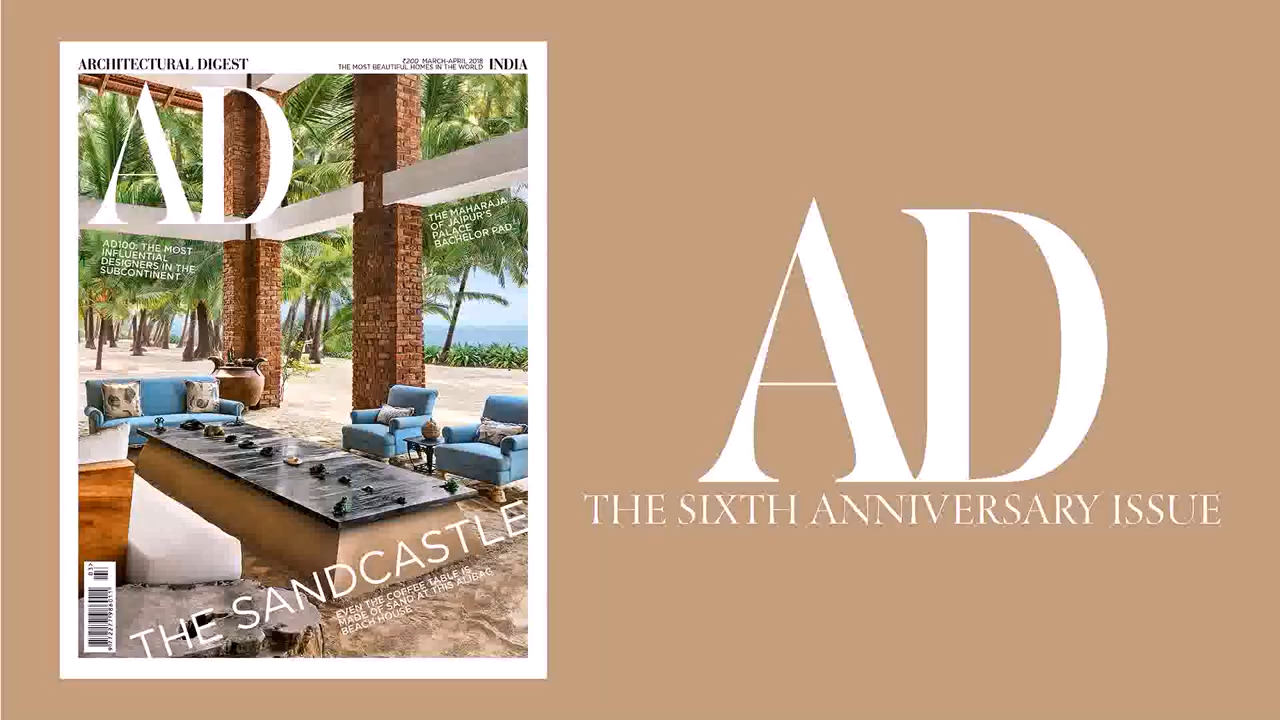 ARCHITECTURAL DIGEST
₹200 MARCH-APRIL 2018
THE MOST BEAUTIFUL HOMES IN THE WORLD
INDIA
AD
AD100: THE MOST
INFLUENTIAL
DESIGNERS IN THE
SUBCONTINENT
THE MAHARAJA
OF JAIPUR'S
PALACE
BACHELOR PAD
THE SANDCASTLE
EVEN THE COFFEE TABLE IS
MADE OF SAND AT THIS ALIBAG
BEACH HOUSE
AD
THE SIXTH ANNIVERSARY ISSUE